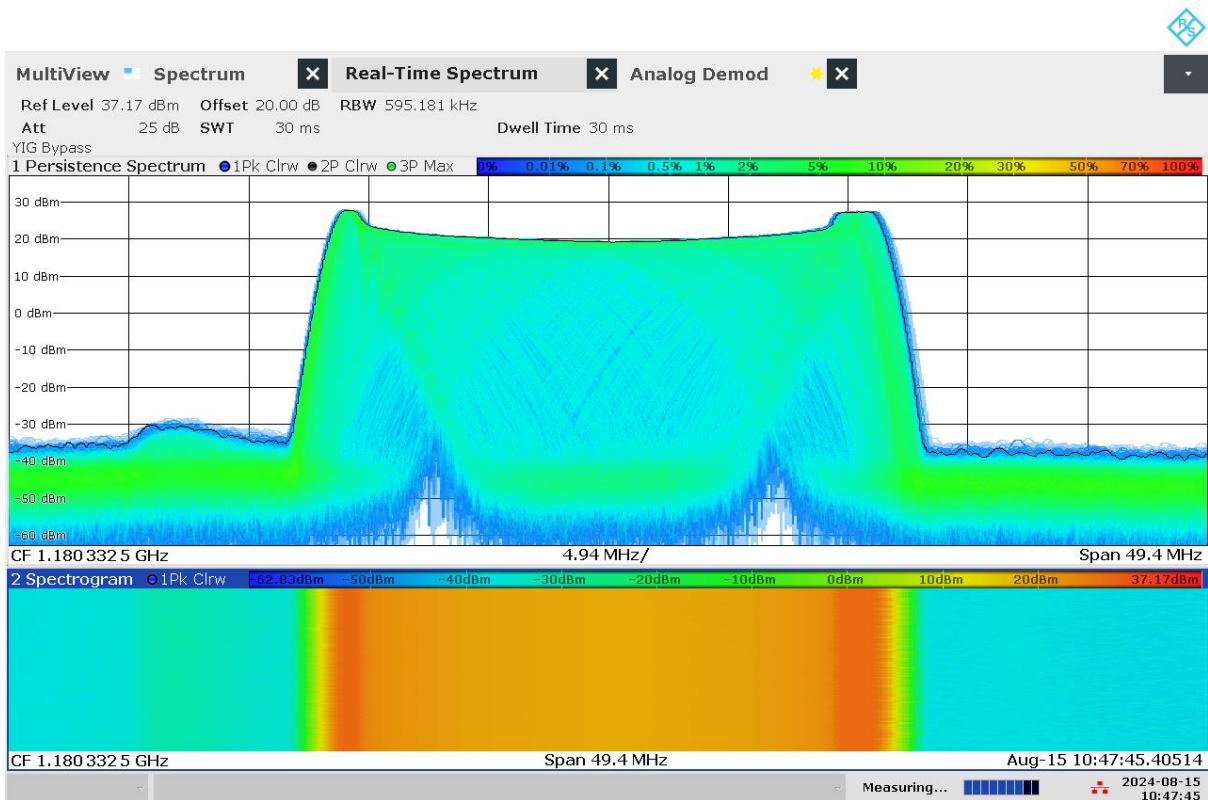 R&S
MultiView Spectrum X Real-Time Spectrum X Analog Demod X
Ref Level 37.17 dBm Offset 20.00 dB RBW 595.181 kHz
Att 25 dB SWT 30 ms Dwell Time 30 ms
YIG Bypass
1 Persistence Spectrum 1Pk Clrw 2P Clrw 3P Max 0% 0.01% 0.1% 0.5% 1% 2% 5% 10% 20% 30% 50% 70% 100%
30 dBm
20 dBm
10 dBm
0 dBm
-10 dBm
-20 dBm
-30 dBm
-40 dBm
-50 dBm
-60 dBm
CF 1.180 332 5 GHz 4.94 MHz/ Span 49.4 MHz
2 Spectrogram 1Pk Clrw -62.83dBm -50dBm -40dBm -30dBm -20dBm -10dBm 0dBm 10dBm 20dBm 37.17dBm
CF 1.180 332 5 GHz Span 49.4 MHz Aug-15 10:47:45.40514
Measuring... 2024-08-15
10:47:45